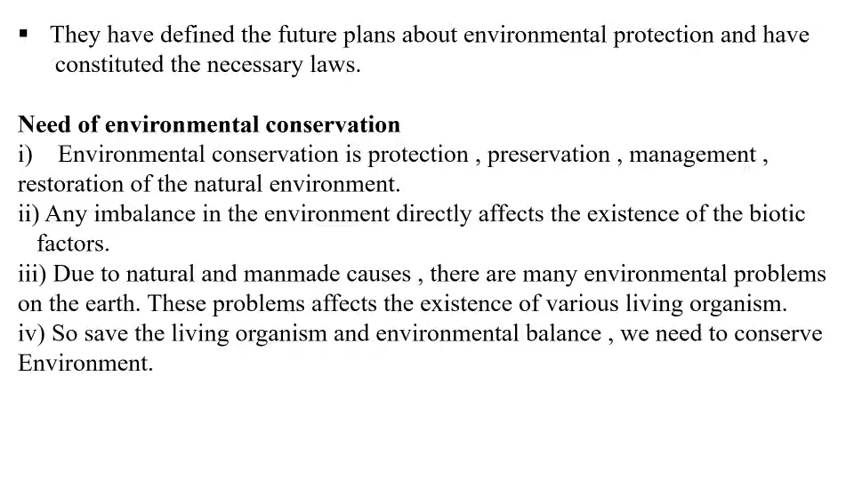 ▪ They have defined the future plans about environmental protection and have
constituted the necessary laws.
Need of environmental conservation
i) Environmental conservation is protection , preservation , management ,
restoration of the natural environment.
ii) Any imbalance in the environment directly affects the existence of the biotic
factors.
iii) Due to natural and manmade causes , there are many environmental problems
on the earth. These problems affects the existence of various living organism.
iv) So save the living organism and environmental balance , we need to conserve
Environment.